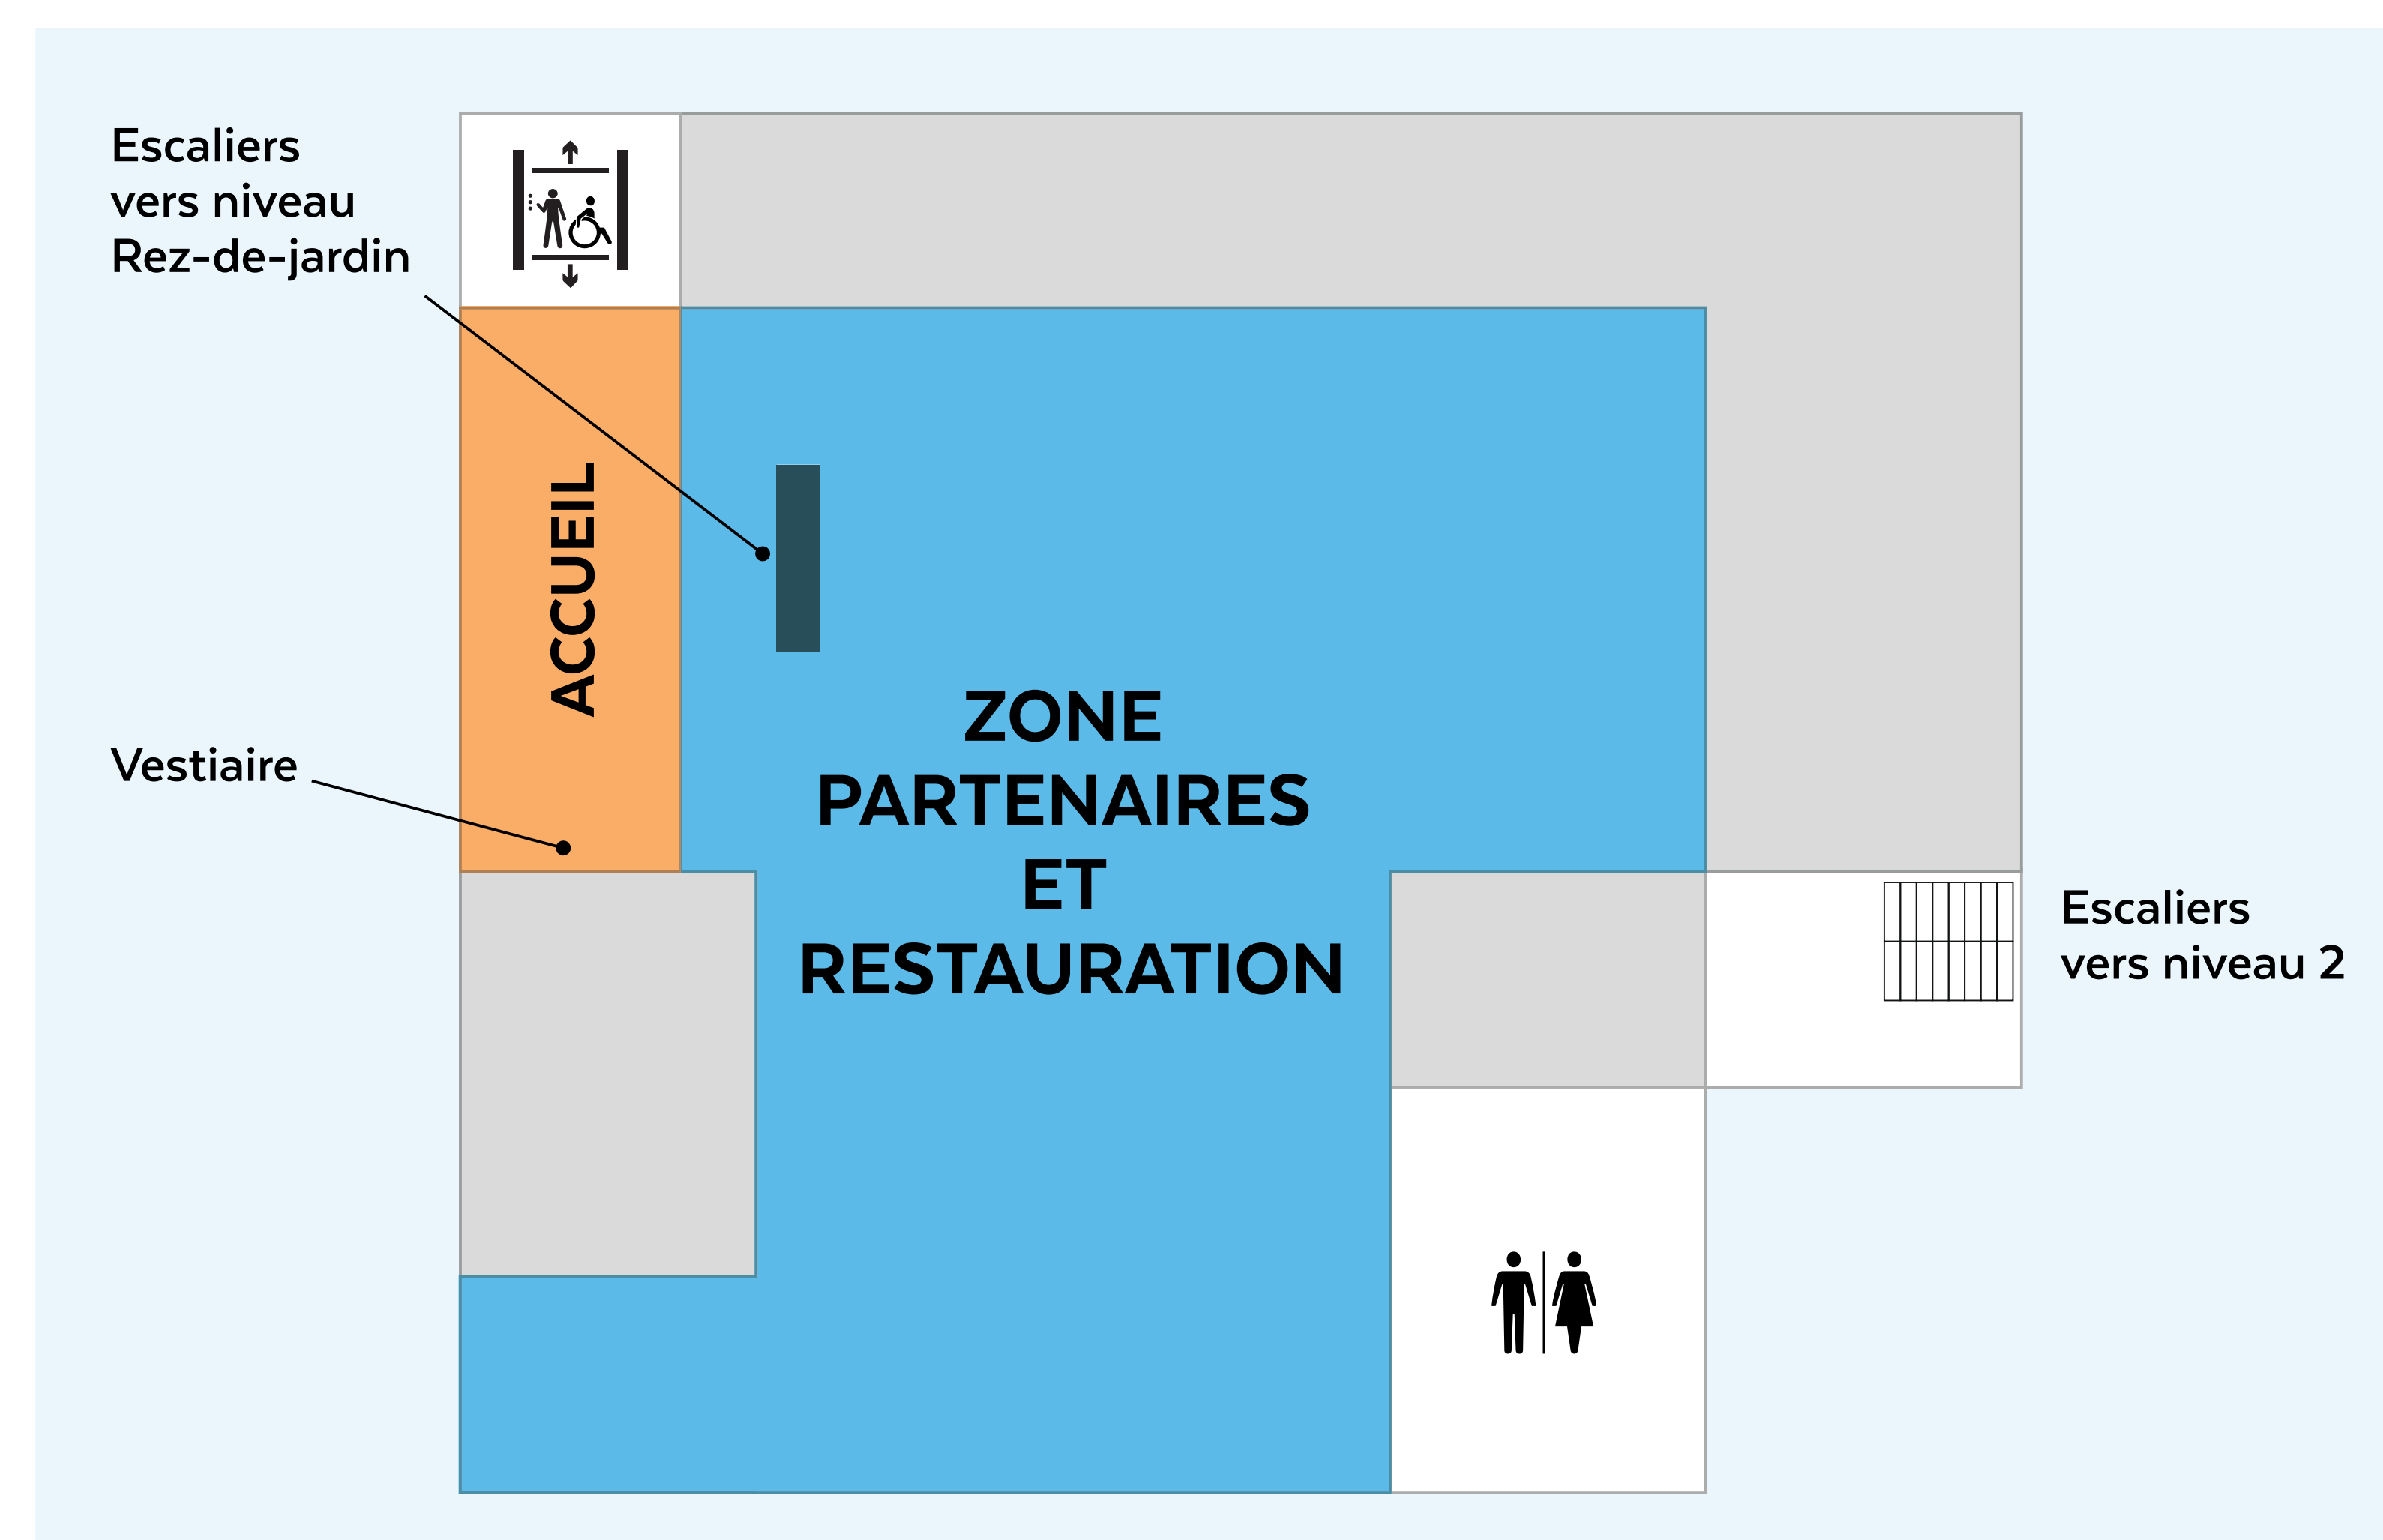 Escaliers
vers niveau
Rez-de-jardin
ACCUEIL
Vestiaire
ZONE
PARTENAIRES
ET
RESTAURATION
Escaliers
vers niveau 2